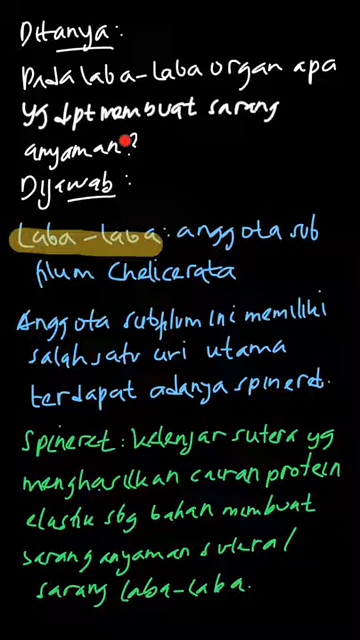 Ditanya:
Pada laba-laba organ apa
yg dpt membuat sarang
anyaman?
Dijawab:
Laba-laba: anggota sub
filum Chelicerata
Anggota subfilum ini memiliki
salah satu ciri utama
terdapat adanya spineret.
Spineret: kelenjar sutera yg
menghasilkan cairan protein
elastik sbg bahan membuat
sarang anyaman sutera/
sarang laba-laba.